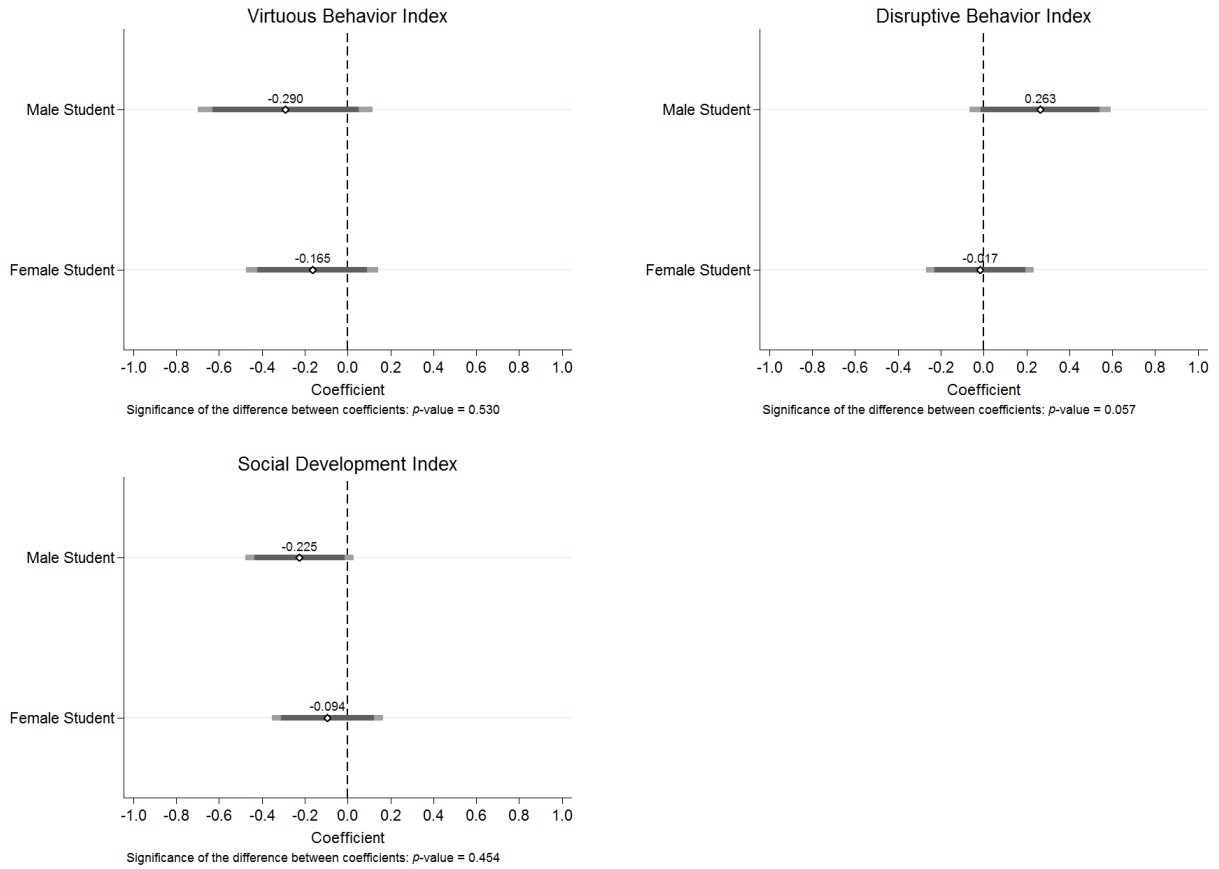 Virtuous Behavior Index
Male Student
-0.290
Female Student
-0.165
-1.0 -0.8 -0.6 -0.4 -0.2 0.0 0.2 0.4 0.6 0.8 1.0
Coefficient
Significance of the difference between coefficients: p-value = 0.530
Disruptive Behavior Index
Male Student
0.263
Female Student
-0.017
-1.0 -0.8 -0.6 -0.4 -0.2 0.0 0.2 0.4 0.6 0.8 1.0
Coefficient
Significance of the difference between coefficients: p-value = 0.057
Social Development Index
Male Student
-0.225
Female Student
-0.094
-1.0 -0.8 -0.6 -0.4 -0.2 0.0 0.2 0.4 0.6 0.8 1.0
Coefficient
Significance of the difference between coefficients: p-value = 0.454